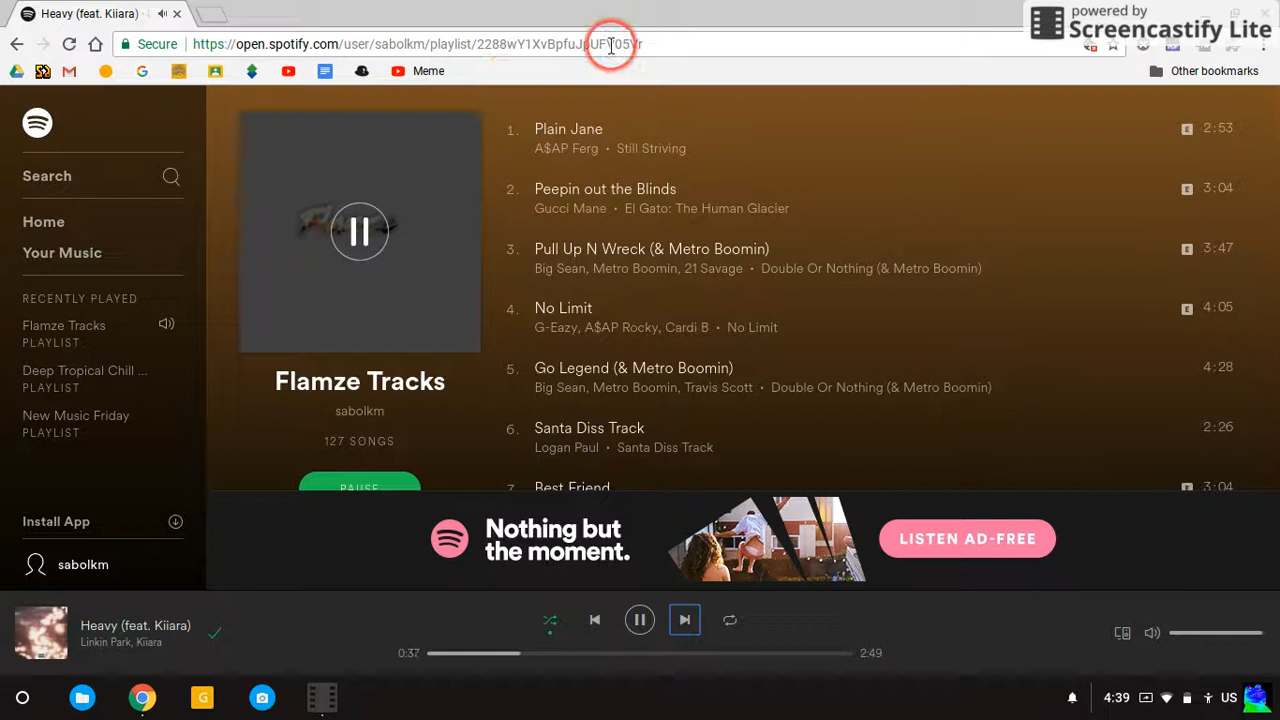 Heavy (feat. Kiiara)
powered by
Screencastify Lite
Secure https://open.spotify.com/user/sabolkm/playlist/
Meme
Other bookmarks
Search
Home
Your Music
RECENTLY PLAYED
Flamze Tracks
PLAYLIST
Deep Tropical Chill ...
PLAYLIST
New Music Friday
PLAYLIST
Install App
sabolkm
Flamze Tracks
sabolkm
127 SONGS
PAUSE
1. Plain Jane E 2:53
A$AP Ferg • Still Striving
2. Peepin out the Blinds E 3:04
Gucci Mane • El Gato: The Human Glacier
3. Pull Up N Wreck (& Metro Boomin) E 3:47
Big Sean, Metro Boomin, 21 Savage • Double Or Nothing (& Metro Boomin)
4. No Limit E 4:05
G-Eazy, A$AP Rocky, Cardi B • No Limit
5. Go Legend (& Metro Boomin) 4:28
Big Sean, Metro Boomin, Travis Scott • Double Or Nothing (& Metro Boomin)
6. Santa Diss Track 2:26
Logan Paul • Santa Diss Track
7. Best Friend 3:04
Nothing but
the moment.
LISTEN AD-FREE
Heavy (feat. Kiiara)
Linkin Park, Kiiara
0:37
2:49
G
4:39
US